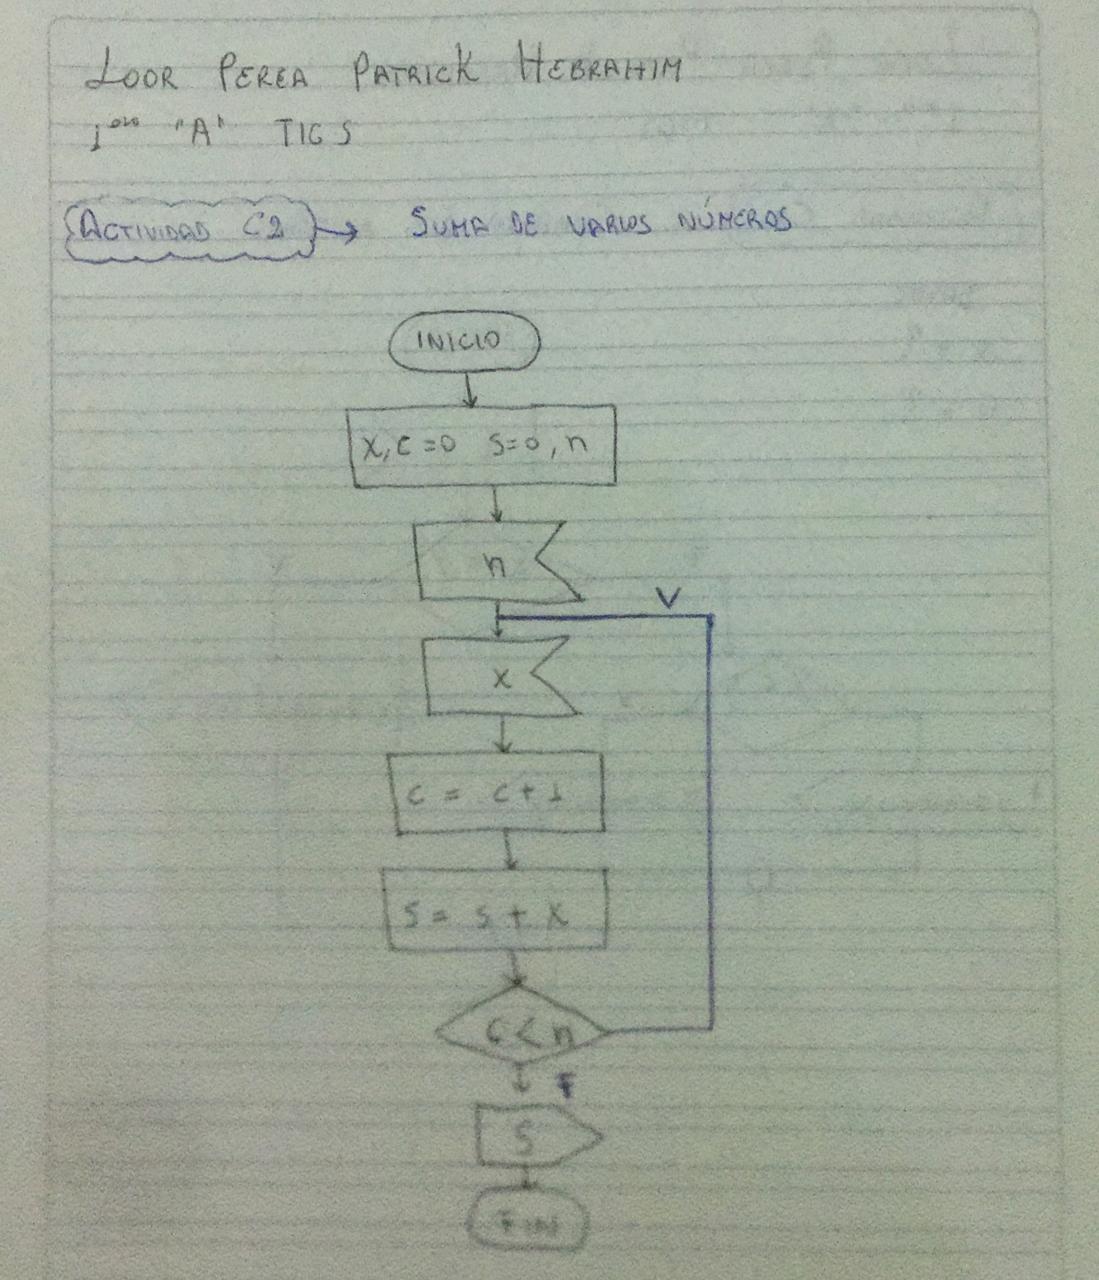 LOOR PEREA PATRICK HEBRAHIM
1ero "A" TICS
ACTIVIDAD C2 → SUMA DE VARIOS NÚMEROS
INICIO
X, C=0 S=0, n
n
V
x
C = C + 1
S = S + X
C < n
F
S
FIN